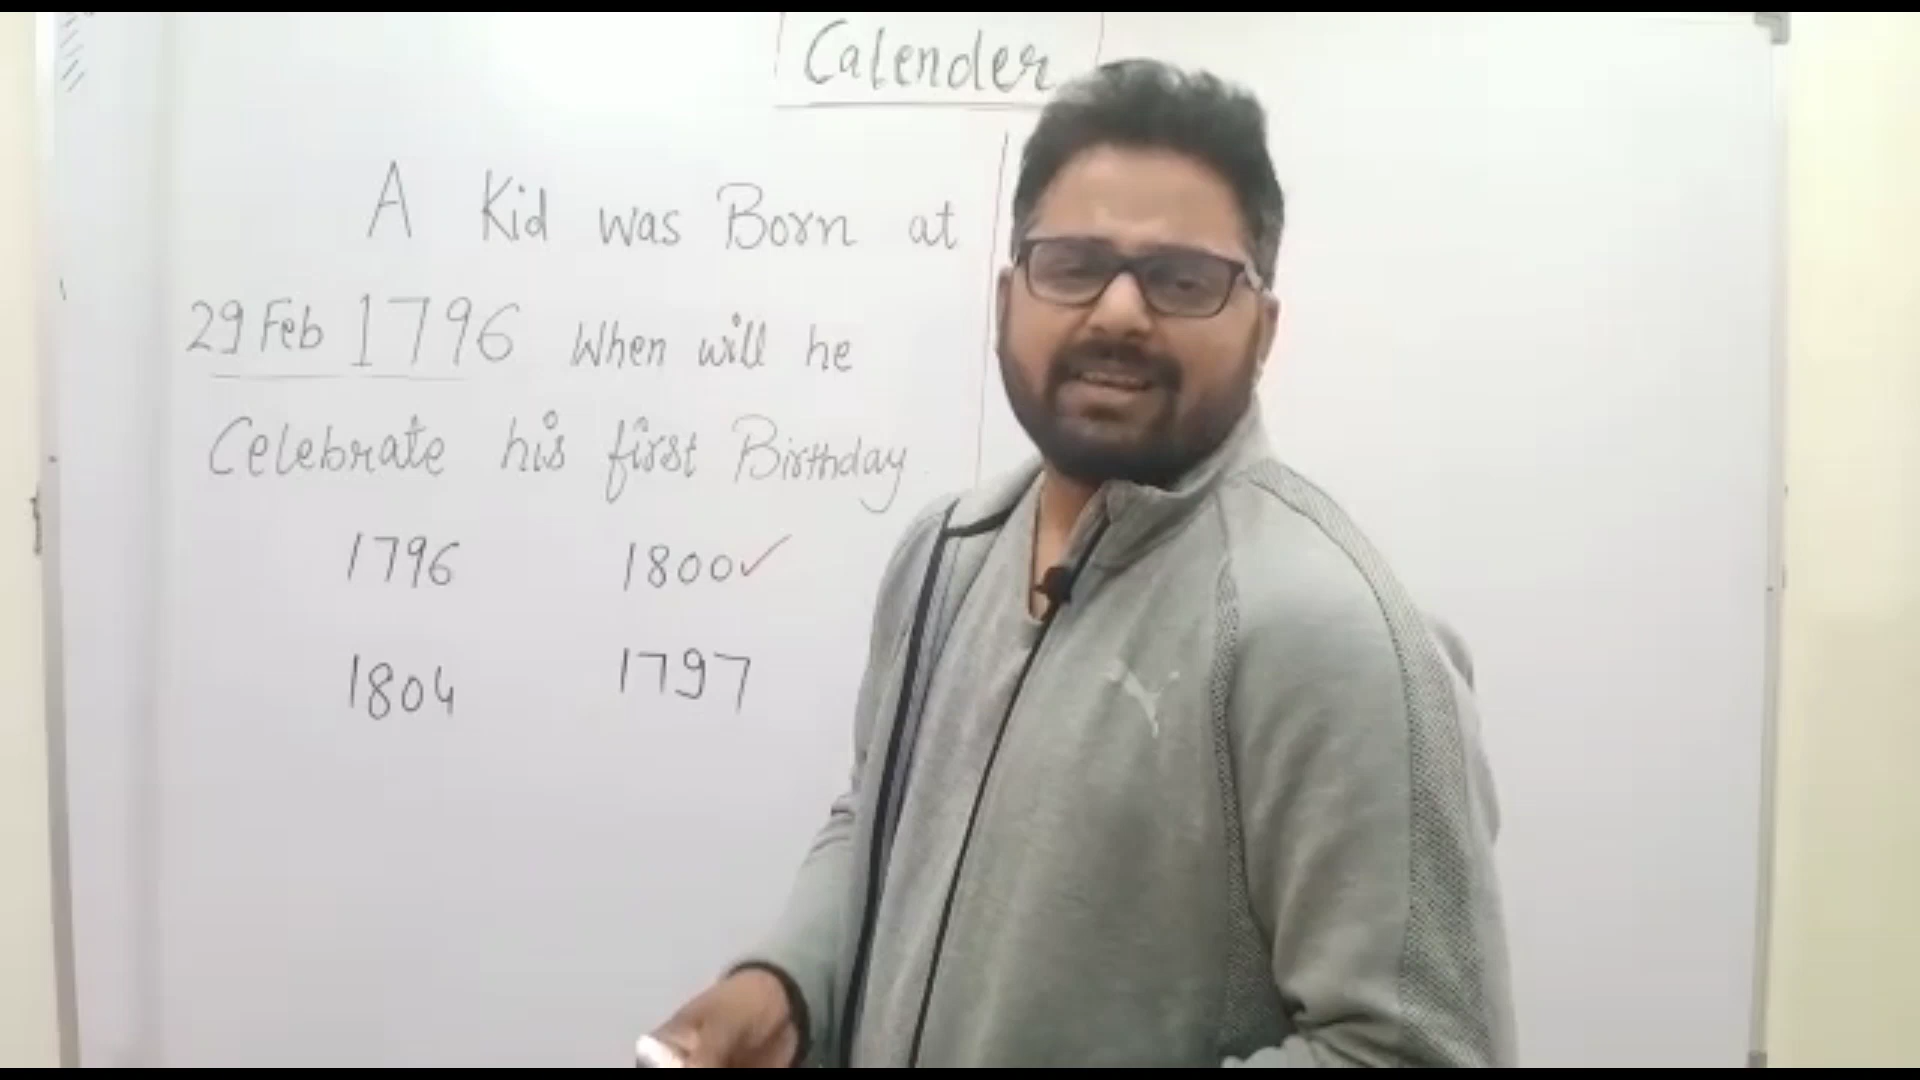 Calender
A Kid was Born at
29 Feb 1796 When will he
Celebrate his first Birthday
1796 1800✓
1804 1797